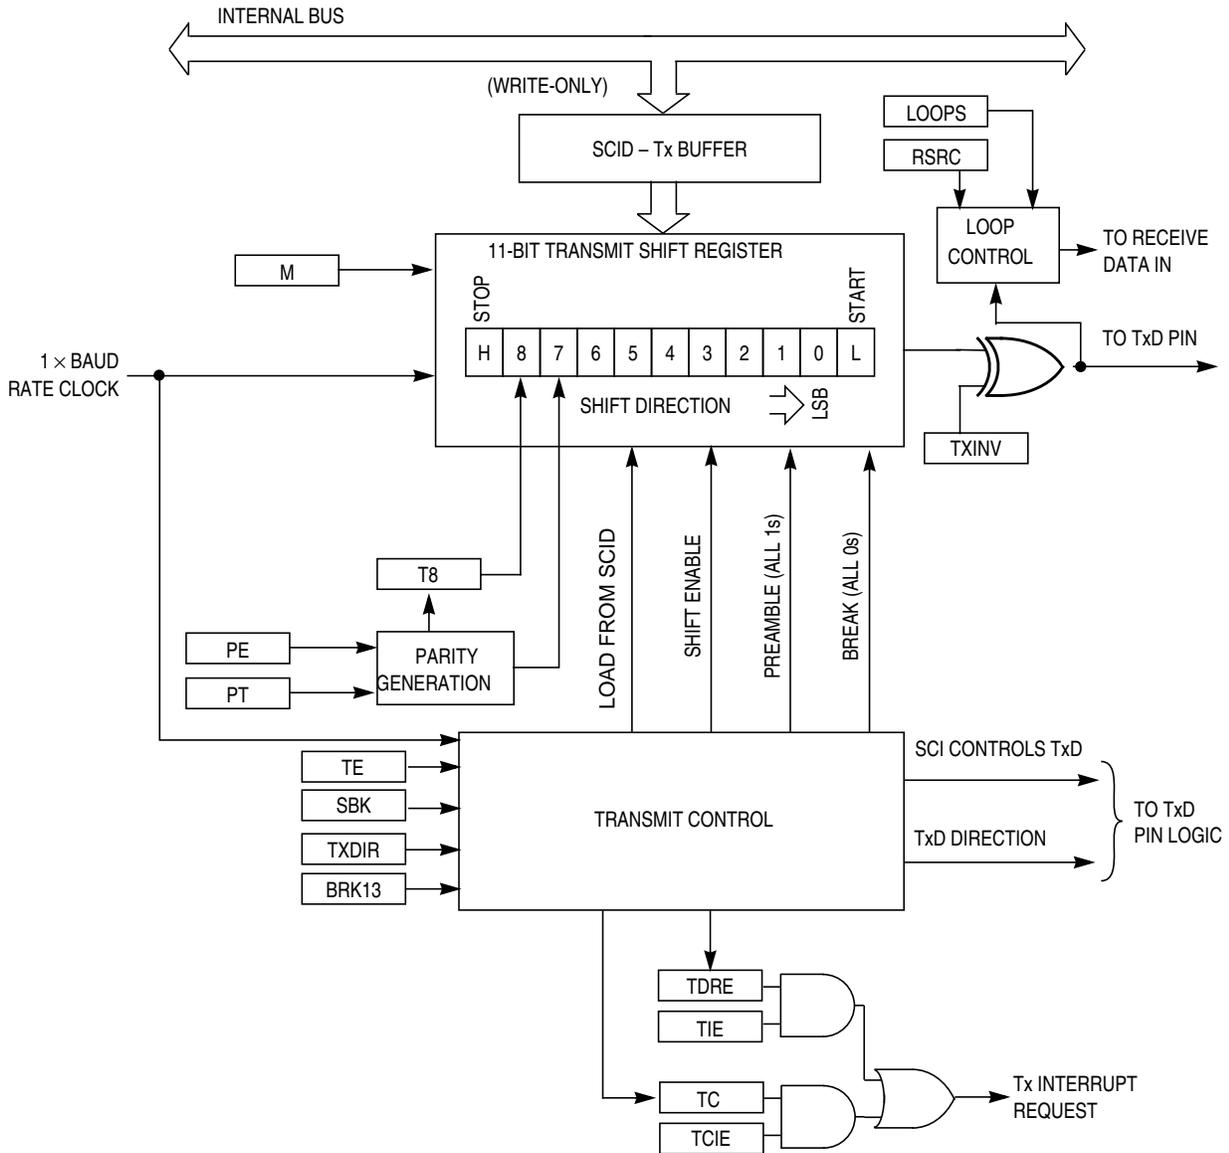 INTERNAL BUS
(WRITE-ONLY)
LOOPS
SCID – Tx BUFFER
RSRC
LOOP
CONTROL
TO RECEIVE
DATA IN
11-BIT TRANSMIT SHIFT REGISTER
M
STOP
START
H 8 7 6 5 4 3 2 1 0 L
TO TxD PIN
1 × BAUD
RATE CLOCK
SHIFT DIRECTION
LSB
TXINV
LOAD FROM SCID
SHIFT ENABLE
PREAMBLE (ALL 1s)
BREAK (ALL 0s)
T8
PE
PARITY
GENERATION
PT
TE
SBK
TXDIR
BRK13
TRANSMIT CONTROL
SCI CONTROLS TxD
TxD DIRECTION
TO TxD
PIN LOGIC
TDRE
TIE
TC
TCIE
Tx INTERRUPT
REQUEST